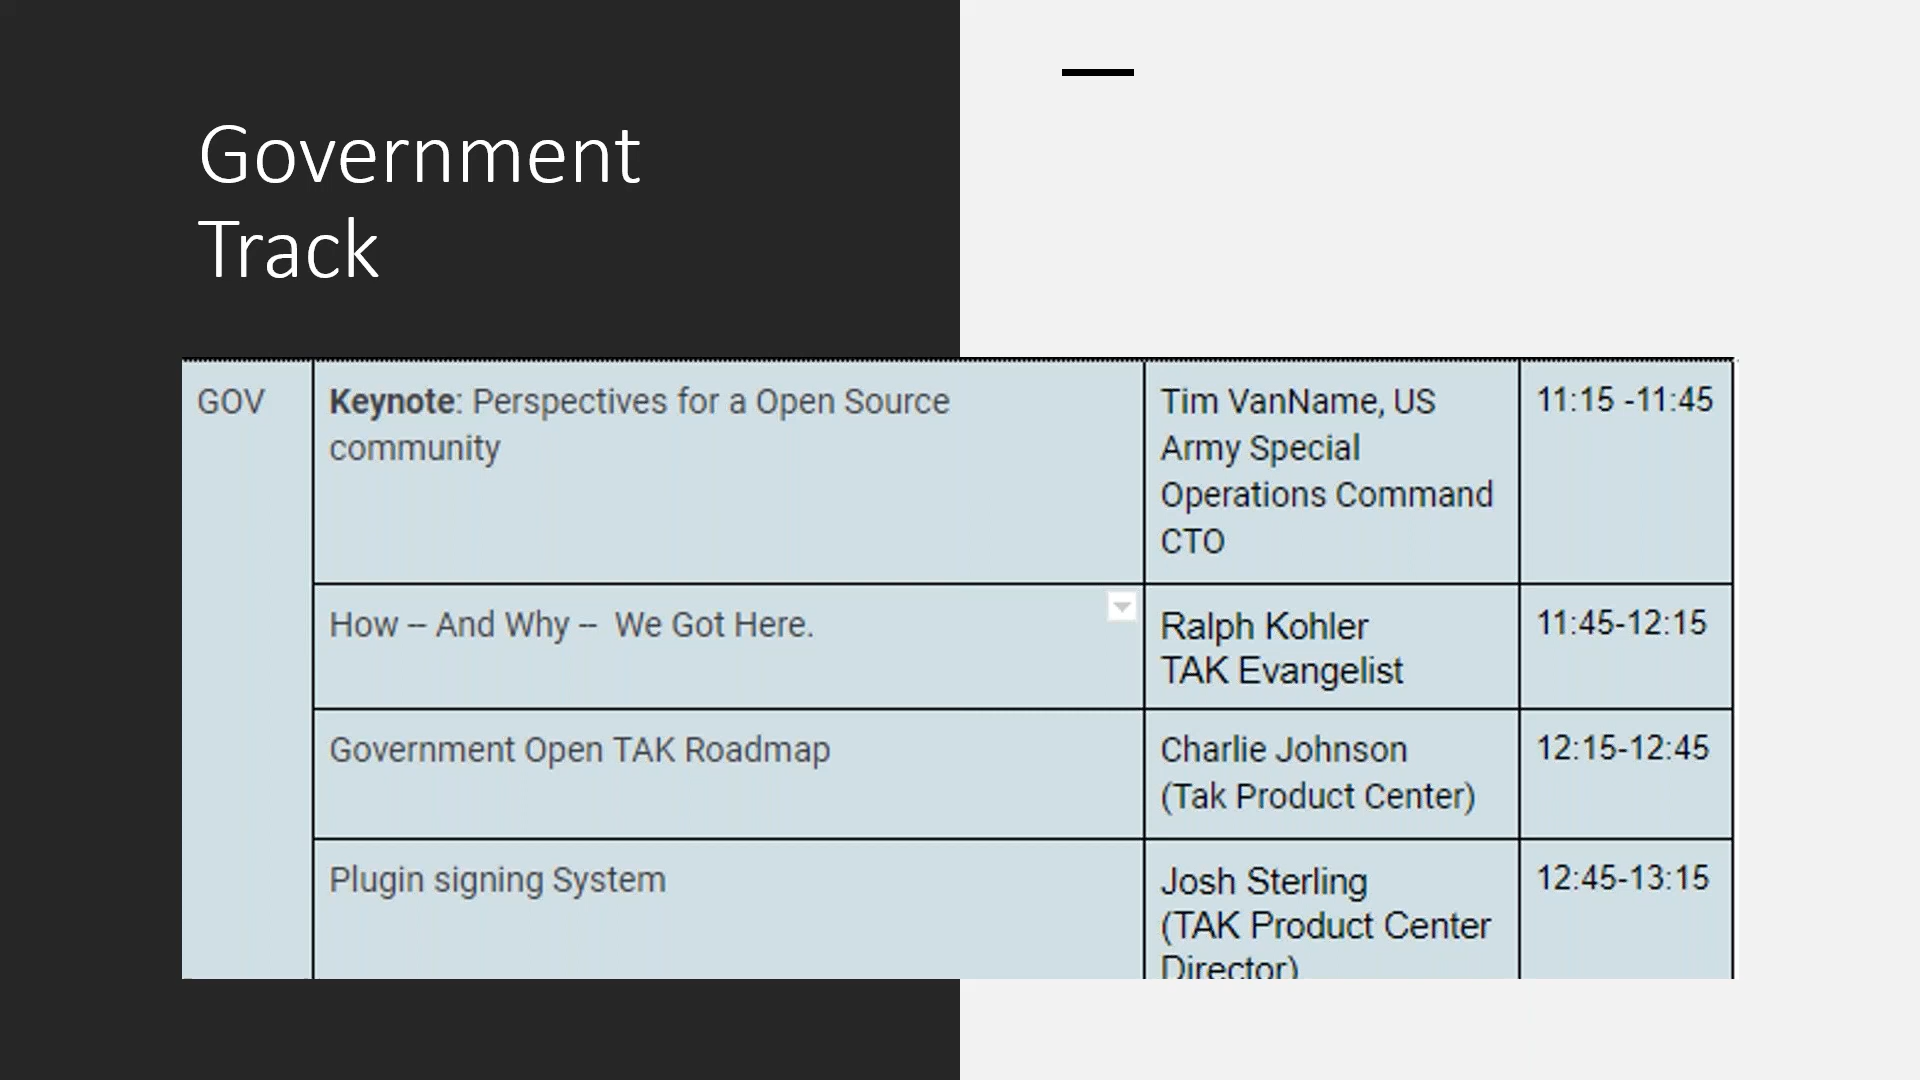 Government
Track
GOV
Keynote: Perspectives for a Open Source
community
Tim VanName, US
Army Special
Operations Command
CTO
11:15 -11:45
How -- And Why --  We Got Here.
Ralph Kohler
TAK Evangelist
11:45-12:15
Government Open TAK Roadmap
Charlie Johnson
(Tak Product Center)
12:15-12:45
Plugin signing System
Josh Sterling
(TAK Product Center
Director)
12:45-13:15